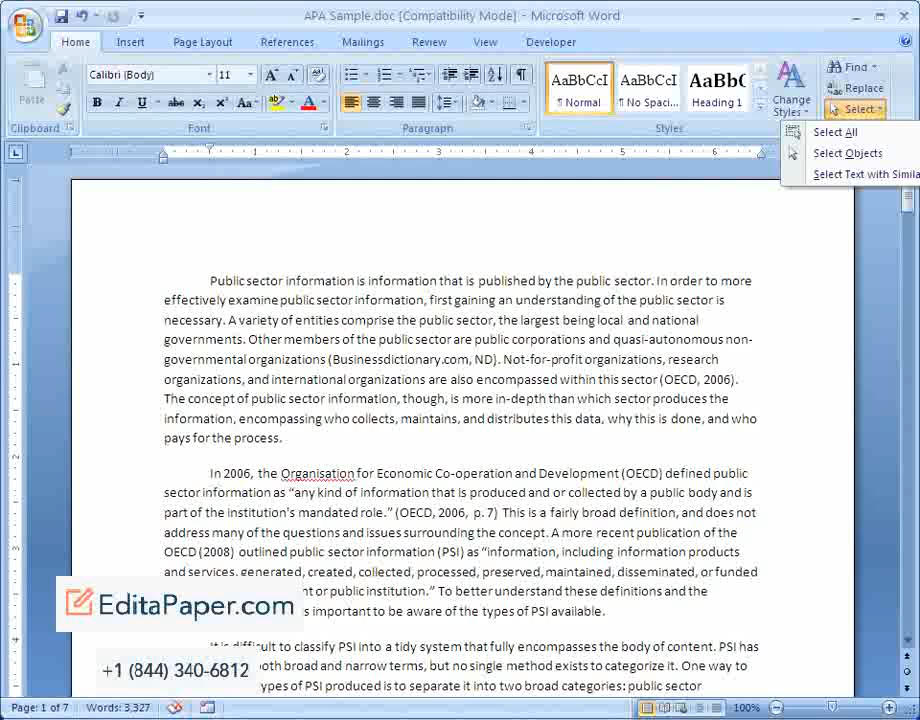 APA Sample.doc [Compatibility Mode] - Microsoft Word
Home Insert Page Layout References Mailings Review View Developer
Paste
Clipboard
Calibri (Body) 11
B I U abc x₂ x² Aa A
Font
Paragraph
AaBbCcI AaBbCcI AaBbC
¶ Normal ¶ No Spaci... Heading 1
Styles
Change Styles
Find
Replace
Select
Select All
Select Objects
Select Text with Simila
1 2 3 4 5 6
Public sector information is information that is published by the public sector. In order to more
effectively examine public sector information, first gaining an understanding of the public sector is
necessary. A variety of entities comprise the public sector, the largest being local and national
governments. Other members of the public sector are public corporations and quasi-autonomous non-
governmental organizations (Businessdictionary.com, ND). Not-for-profit organizations, research
organizations, and international organizations are also encompassed within this sector (OECD, 2006).
The concept of public sector information, though, is more in-depth than which sector produces the
information, encompassing who collects, maintains, and distributes this data, why this is done, and who
pays for the process.
In 2006, the Organisation for Economic Co-operation and Development (OECD) defined public
sector information as “any kind of information that is produced and or collected by a public body and is
part of the institution's mandated role.” (OECD, 2006, p. 7) This is a fairly broad definition, and does not
address many of the questions and issues surrounding the concept. A more recent publication of the
OECD (2008) outlined public sector information (PSI) as “information, including information products
and services, generated, created, collected, processed, preserved, maintained, disseminated, or funded
nt or public institution.” To better understand these definitions and the
EditaPaper.com
s important to be aware of the types of PSI available.
It is difficult to classify PSI into a tidy system that fully encompasses the body of content. PSI has
oth broad and narrow terms, but no single method exists to categorize it. One way to
+1 (844) 340-6812
ypes of PSI produced is to separate it into two broad categories: public sector
Page: 1 of 7 Words: 3,327 100%